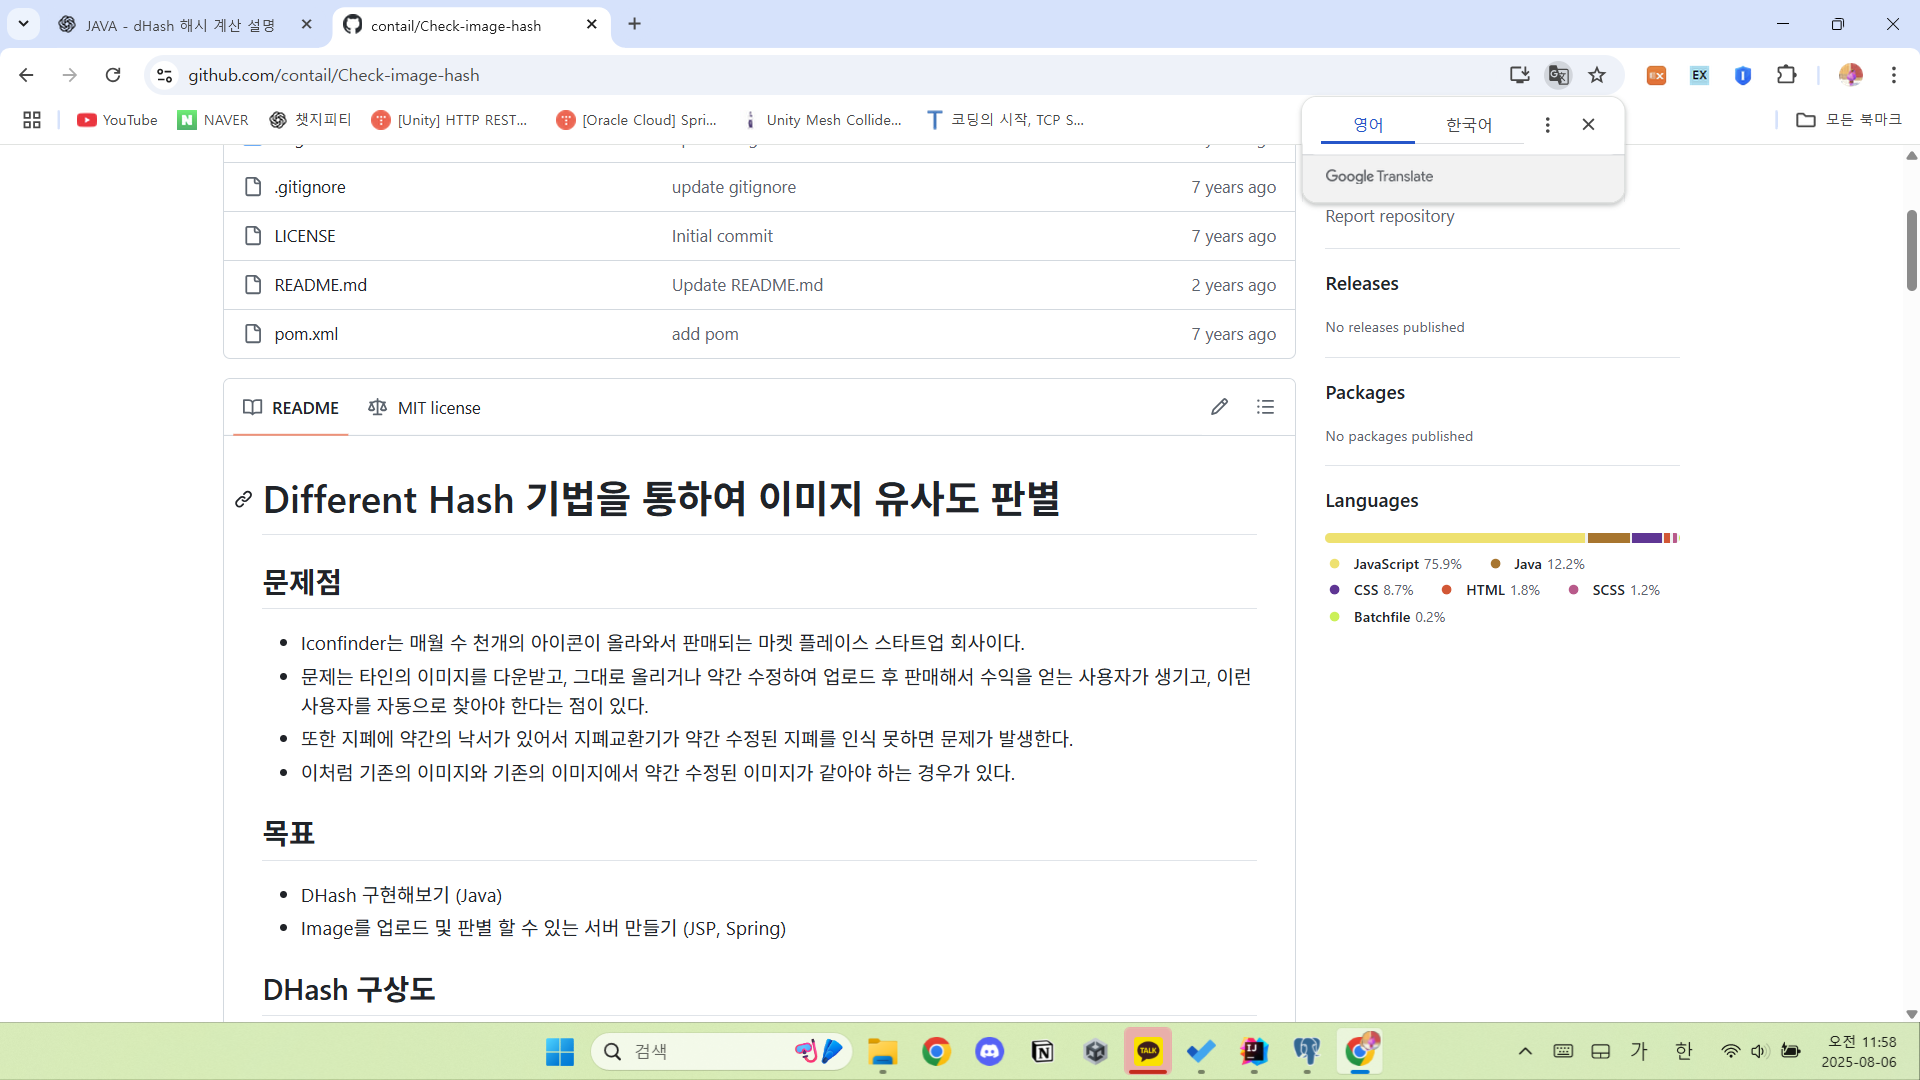 JAVA - dHash 해시 계산 설명
contail/Check-image-hash
github.com/contail/Check-image-hash
YouTube
NAVER
챗지피티
[Unity] HTTP REST...
[Oracle Cloud] Spri...
Unity Mesh Collide...
코딩의 시작, TCP S...
모든 북마크
영어 한국어
Google Translate
.gitignore update gitignore 7 years ago
LICENSE Initial commit 7 years ago
README.md Update README.md 2 years ago
pom.xml add pom 7 years ago
README MIT license
Different Hash 기법을 통하여 이미지 유사도 판별
문제점
Iconfinder는 매월 수 천개의 아이콘이 올라와서 판매되는 마켓 플레이스 스타트업 회사이다.
문제는 타인의 이미지를 다운받고, 그대로 올리거나 약간 수정하여 업로드 후 판매해서 수익을 얻는 사용자가 생기고, 이런
사용자를 자동으로 찾아야 한다는 점이 있다.
또한 지폐에 약간의 낙서가 있어서 지폐교환기가 약간 수정된 지폐를 인식 못하면 문제가 발생한다.
이처럼 기존의 이미지와 기존의 이미지에서 약간 수정된 이미지가 같아야 하는 경우가 있다.
목표
DHash 구현해보기 (Java)
Image를 업로드 및 판별 할 수 있는 서버 만들기 (JSP, Spring)
DHash 구상도
Report repository
Releases
No releases published
Packages
No packages published
Languages
JavaScript 75.9% Java 12.2%
CSS 8.7% HTML 1.8% SCSS 1.2%
Batchfile 0.2%
검색
TALK
가
한
오전 11:58
2025-08-06